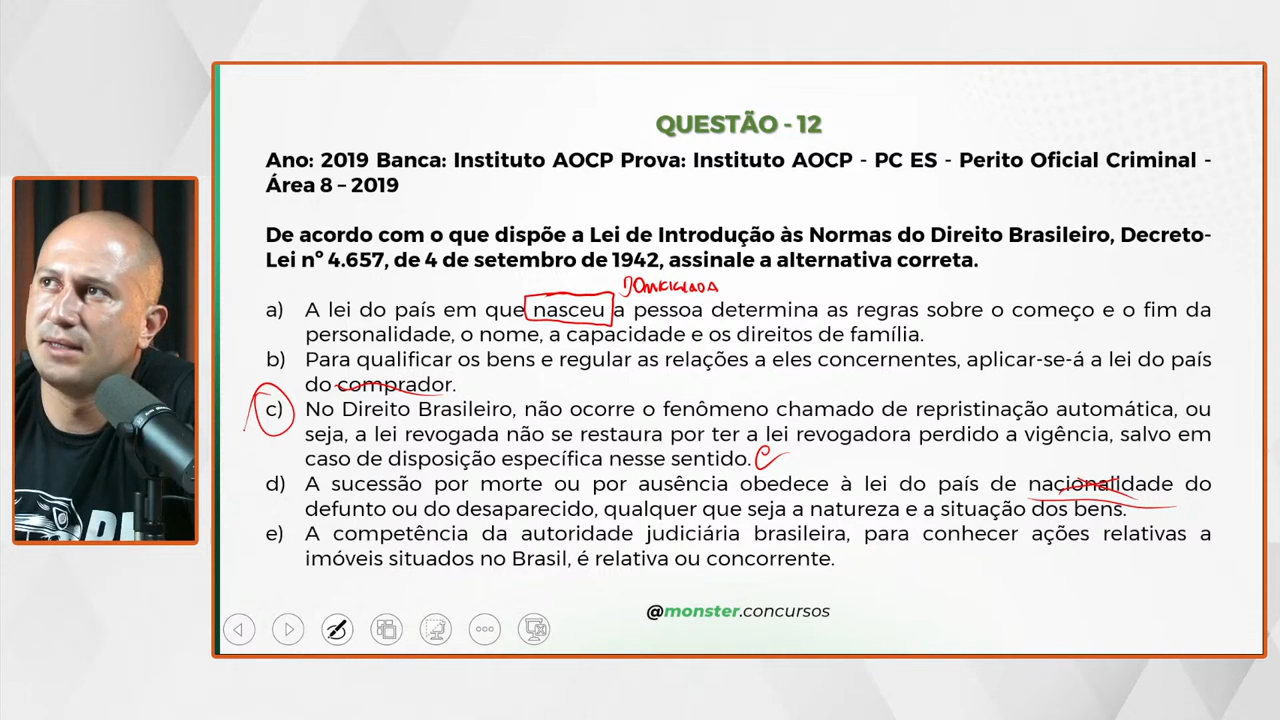 QUESTÃO - 12
Ano: 2019 Banca: Instituto AOCP Prova: Instituto AOCP - PC ES - Perito Oficial Criminal -
Área 8 – 2019
De acordo com o que dispõe a Lei de Introdução às Normas do Direito Brasileiro, Decreto-
Lei nº 4.657, de 4 de setembro de 1942, assinale a alternativa correta.
DOMICILIADA
a) A lei do país em que nasceu a pessoa determina as regras sobre o começo e o fim da
personalidade, o nome, a capacidade e os direitos de família.
b) Para qualificar os bens e regular as relações a eles concernentes, aplicar-se-á a lei do país
do comprador.
c) No Direito Brasileiro, não ocorre o fenômeno chamado de repristinação automática, ou
seja, a lei revogada não se restaura por ter a lei revogadora perdido a vigência, salvo em
caso de disposição específica nesse sentido. C
d) A sucessão por morte ou por ausência obedece à lei do país de nacionalidade do
defunto ou do desaparecido, qualquer que seja a natureza e a situação dos bens.
e) A competência da autoridade judiciária brasileira, para conhecer ações relativas a
imóveis situados no Brasil, é relativa ou concorrente.
@monster.concursos